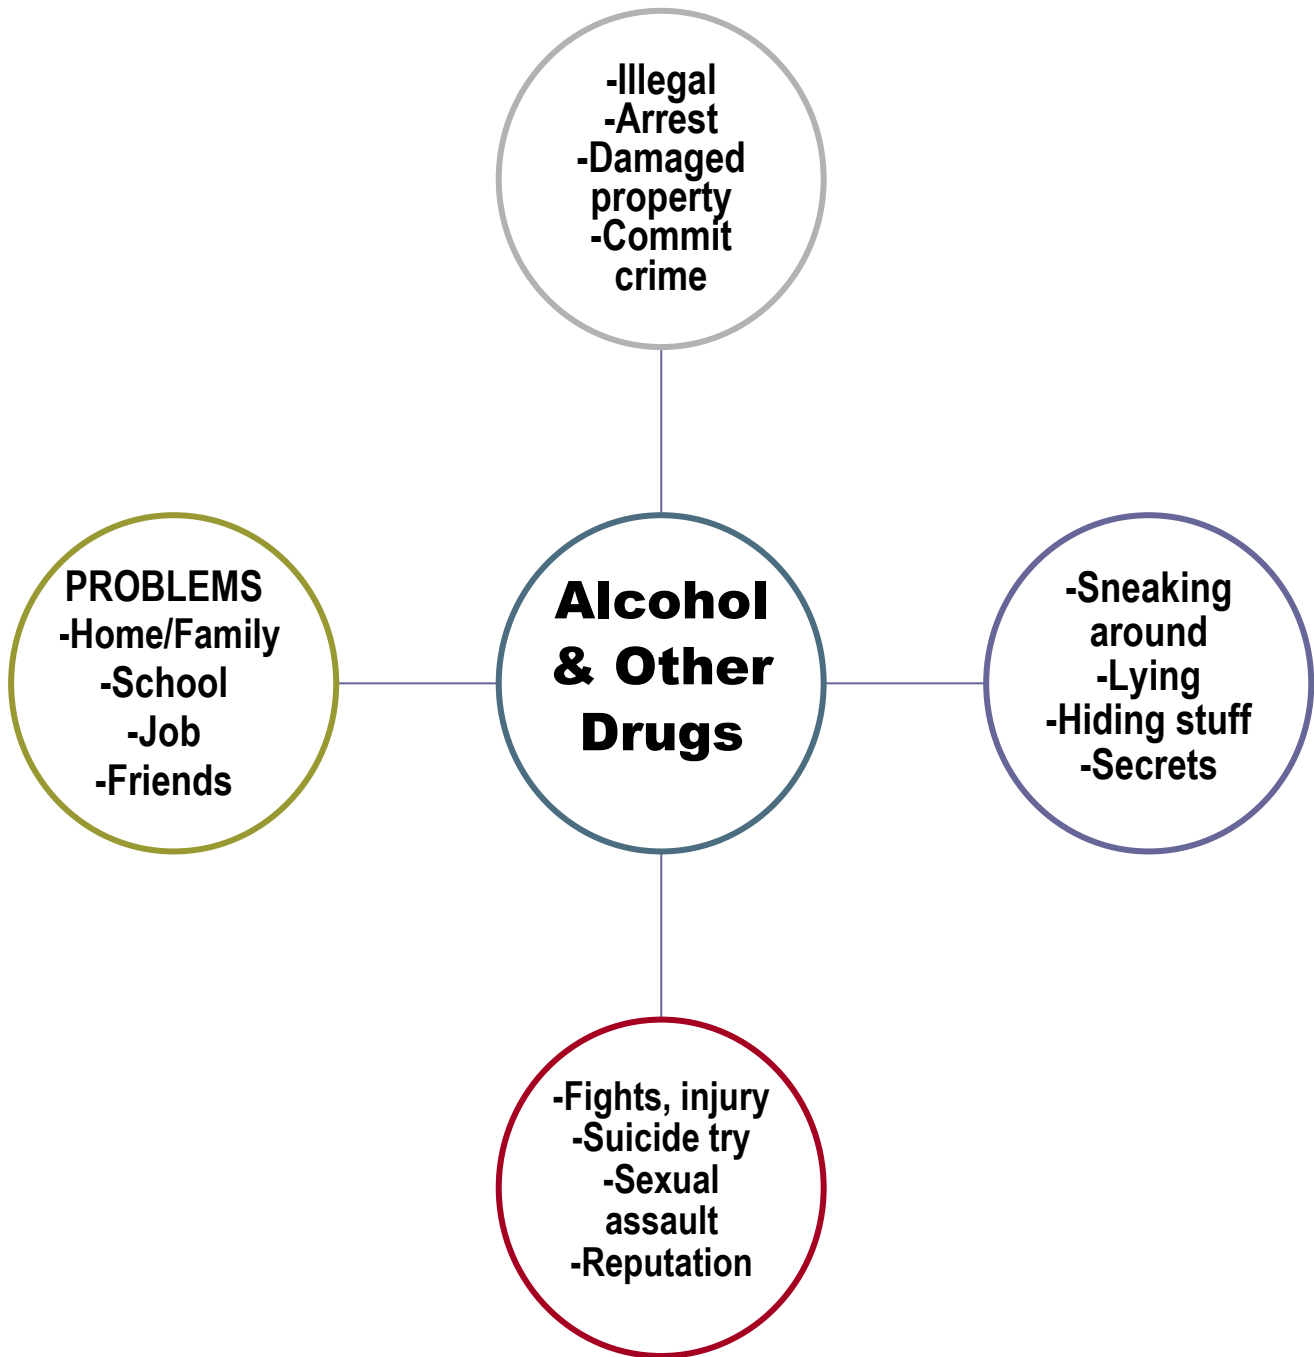 -Illegal
-Arrest
-Damaged
property
-Commit
crime
PROBLEMS
-Home/Family
-School
-Job
-Friends
Alcohol
& Other
Drugs
-Sneaking
around
-Lying
-Hiding stuff
-Secrets
-Fights, injury
-Suicide try
-Sexual
assault
-Reputation